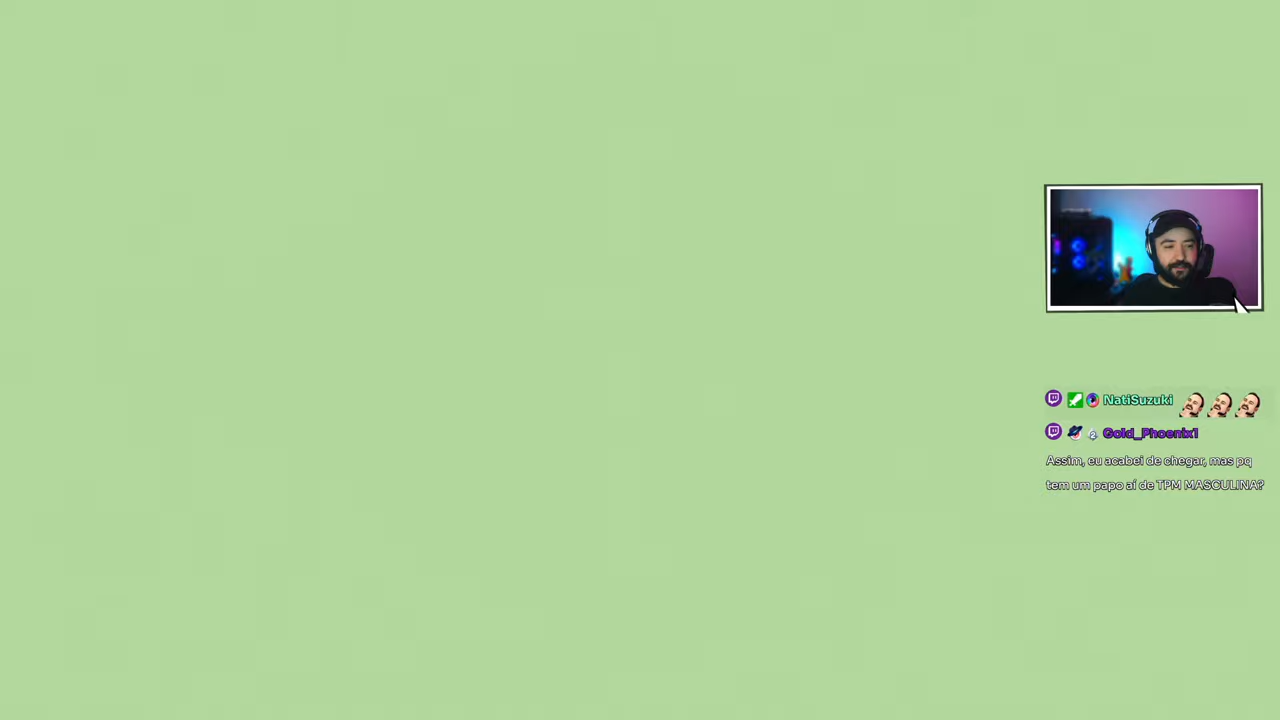 NatiSuzuki
Gold_Phoenix1
Assim, eu acabei de chegar, mas pq
tem um papo aí de TPM MASCULINA?